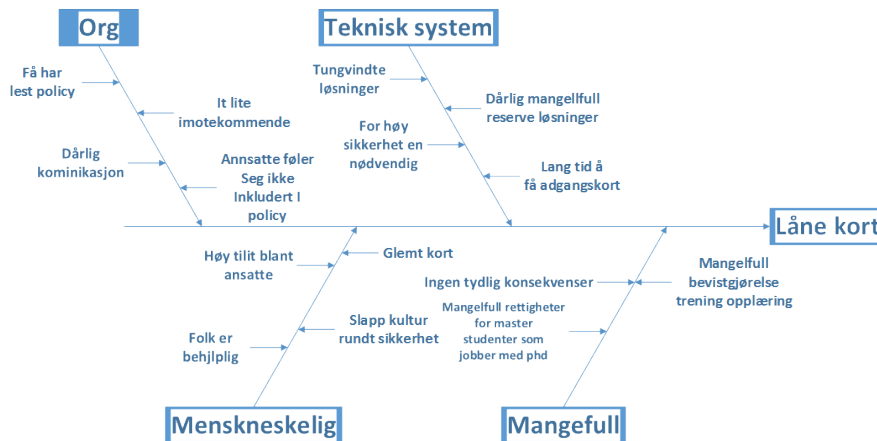 Org
Teknisk system
Få har
lest policy
It lite
imotekommende
Dårlig
kominikasjon
Annsatte føler
Seg ikke
Inkludert I
policy
Tungvindte
løsninger
Dårlig mangellfull
reserve løsninger
For høy
sikkerhet en
nødvendig
Lang tid å
få adgangskort
Låne kort
Høy tilit blant
ansatte
Glemt kort
Slapp kultur
rundt sikkerhet
Folk er
behjlplig
Ingen tydlig konsekvenser
Mangelfull
bevistgjørelse
trening opplæring
Mangelfull rettigheter
for master
studenter som
jobber med phd
Menskneskelig
Mangefull